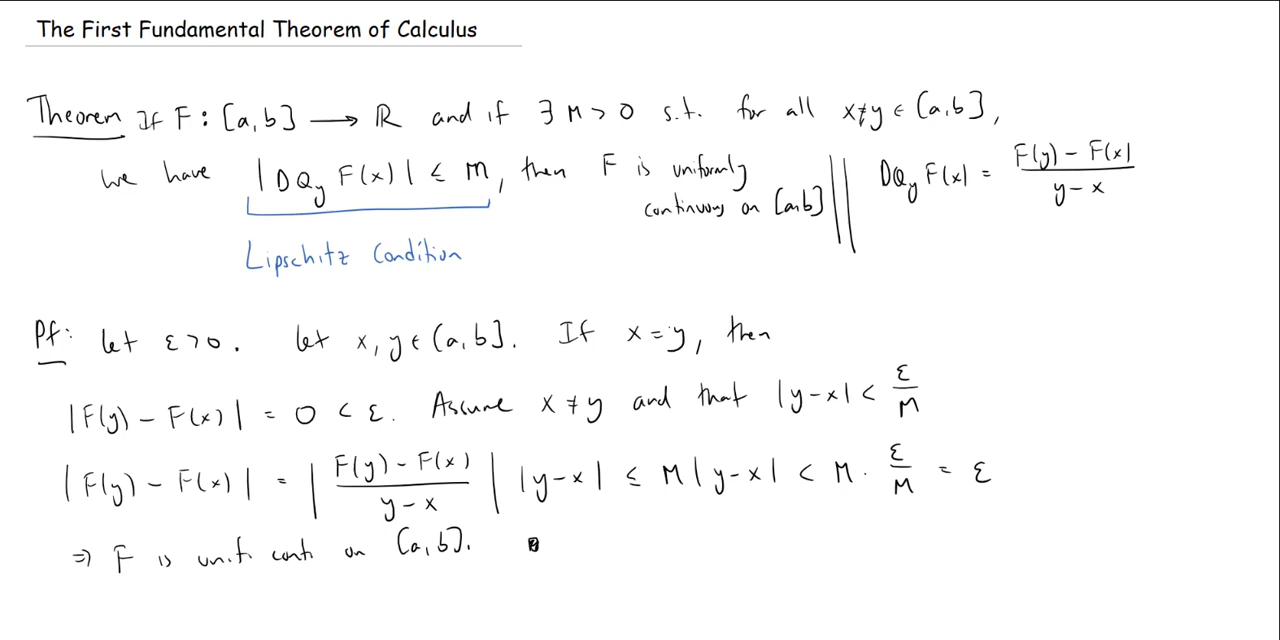 The First Fundamental Theorem of Calculus
Theorem If F : [a,b] → ℝ and if ∃ M > 0 s.t. for all x≠y ∈ [a,b],
we have |DQ_y F(x)| ≤ M, then F is uniformly continuous on [a,b] || DQ_y F(x) = (F(y) − F(x))/(y − x)
Lipschitz Condition
Pf: let ε > 0. let x, y ∈ [a,b]. If x = y, then
|F(y) − F(x)| = 0 < ε. Assume x ≠ y and that |y−x| < ε/M
|F(y) − F(x)| = |(F(y) − F(x))/(y − x)| |y−x| ≤ M|y−x| < M · ε/M = ε
⇒ F is unif. cont. on [a,b].